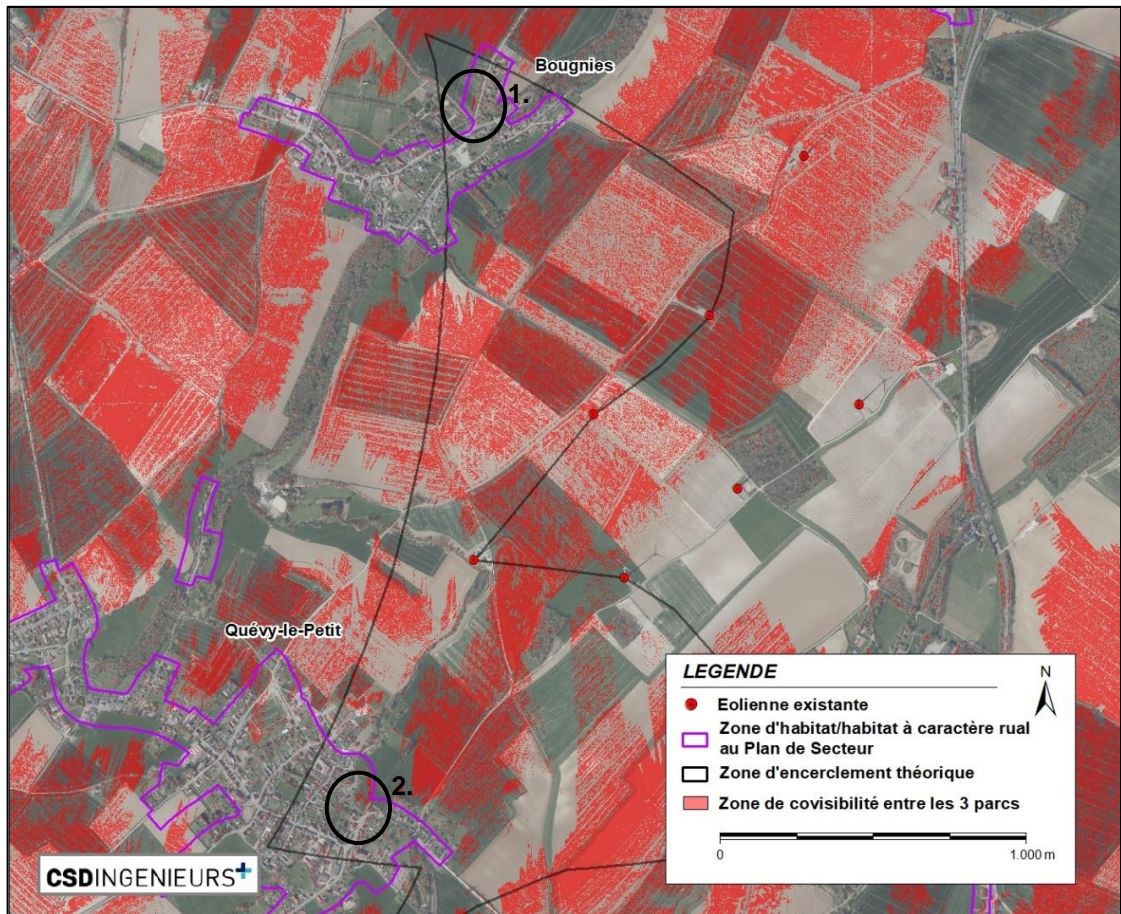 Bougnies
1.
Quévy-le-Petit
2.
LEGENDE
N
Eolienne existante
Zone d'habitat/habitat à caractère rual
au Plan de Secteur
Zone d'encerclement théorique
Zone de covisibilité entre les 3 parcs
0 1.000 m
CSDINGENIEURS+